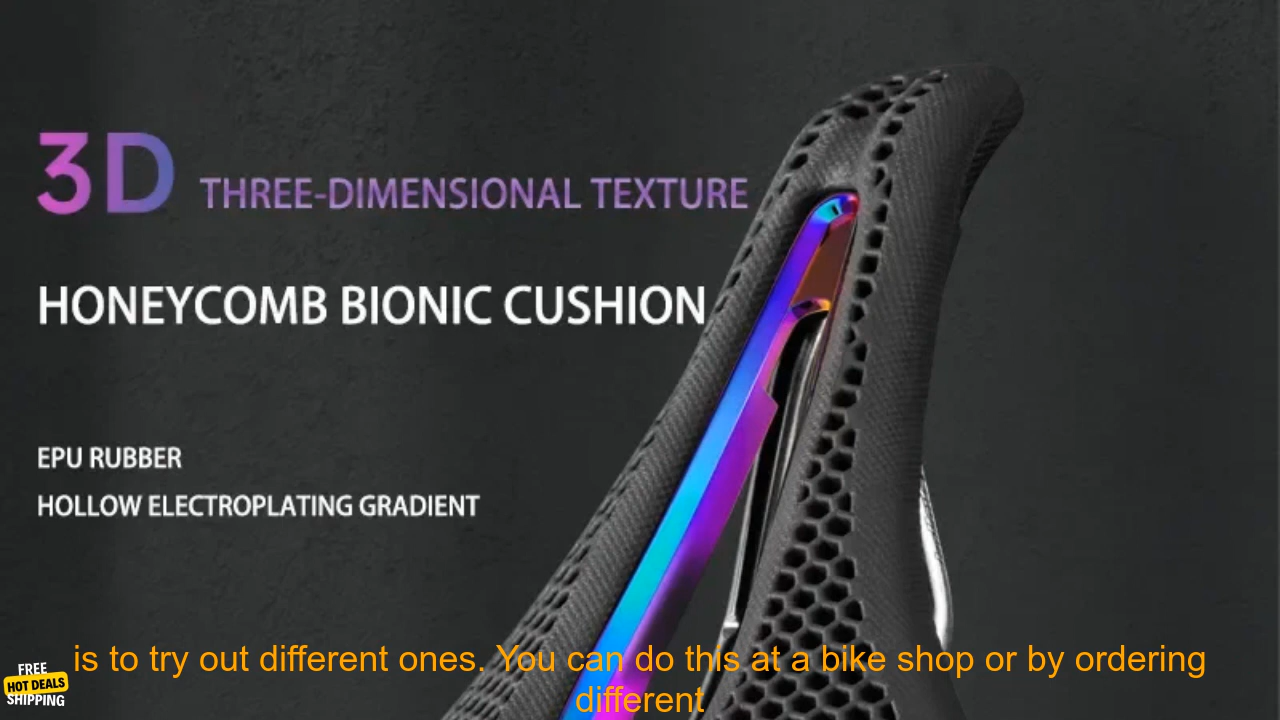 3D THREE-DIMENSIONAL TEXTURE
HONEYCOMB BIONIC CUSHION
EPU RUBBER
HOLLOW ELECTROPLATING GRADIENT
is to try out different ones. You can do this at a bike shop or by ordering
different
FREE
HOT DEALS
SHIPPING